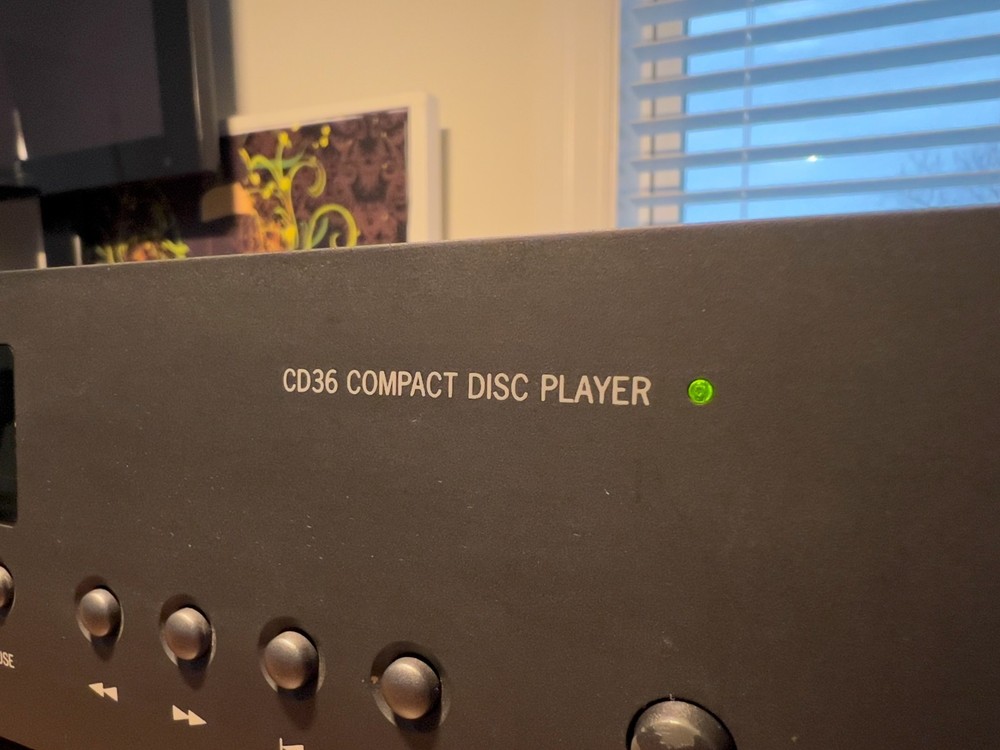 CD36 COMPACT DISC PLAYER